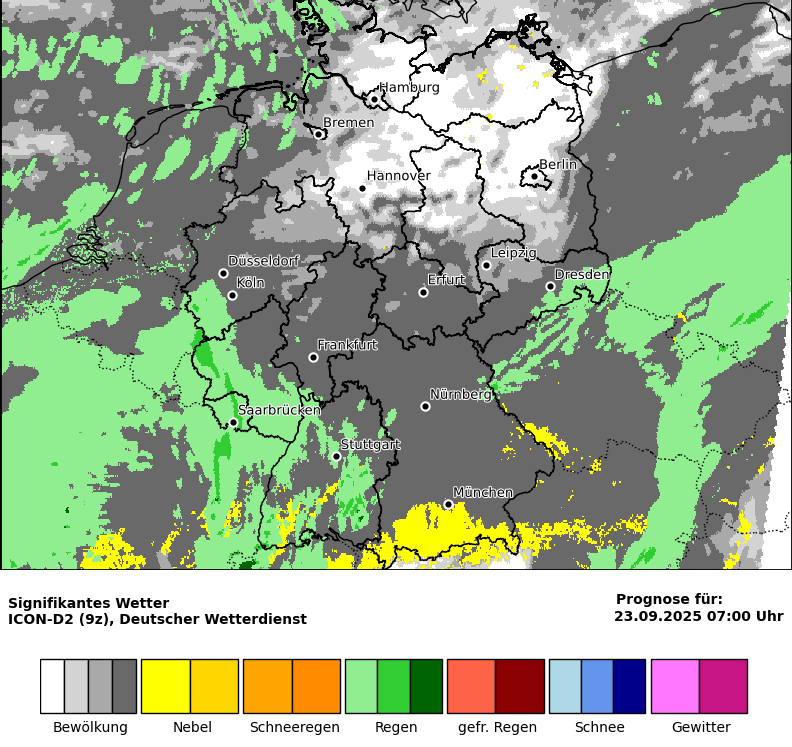 Hamburg
Bremen
Berlin
Hannover
Leipzig
Düsseldorf
Dresden
Erfurt
Köln
Frankfurt
Nürnberg
Saarbrücken
Stuttgart
München
Signifikantes Wetter
ICON-D2 (9z), Deutscher Wetterdienst
Prognose für:
23.09.2025 07:00 Uhr
Bewölkung
Nebel
Schneeregen
Regen
gefr. Regen
Schnee
Gewitter